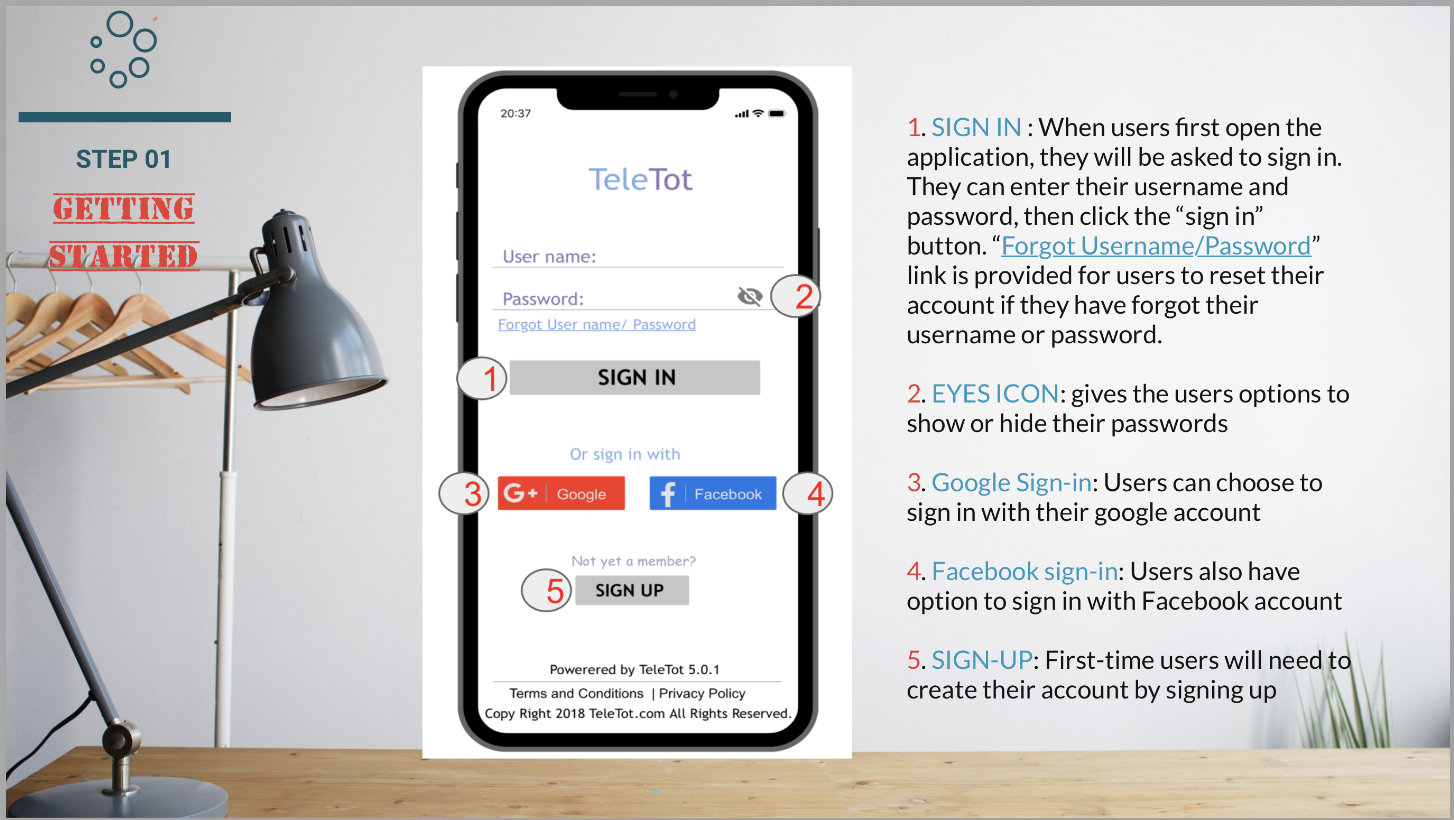 STEP 01
GETTING
STARTED
20:37
TeleTot
User name:
Password:
2
Forgot User name/ Password
1
SIGN IN
Or sign in with
3
G+ Google
f Facebook
4
Not yet a member?
5
SIGN UP
Powerered by TeleTot 5.0.1
Terms and Conditions | Privacy Policy
Copy Right 2018 TeleTot.com All Rights Reserved.
1. SIGN IN : When users first open the
application, they will be asked to sign in.
They can enter their username and
password, then click the “sign in”
button. “Forgot Username/Password”
link is provided for users to reset their
account if they have forgot their
username or password.
2. EYES ICON: gives the users options to
show or hide their passwords
3. Google Sign-in: Users can choose to
sign in with their google account
4. Facebook sign-in: Users also have
option to sign in with Facebook account
5. SIGN-UP: First-time users will need to
create their account by signing up